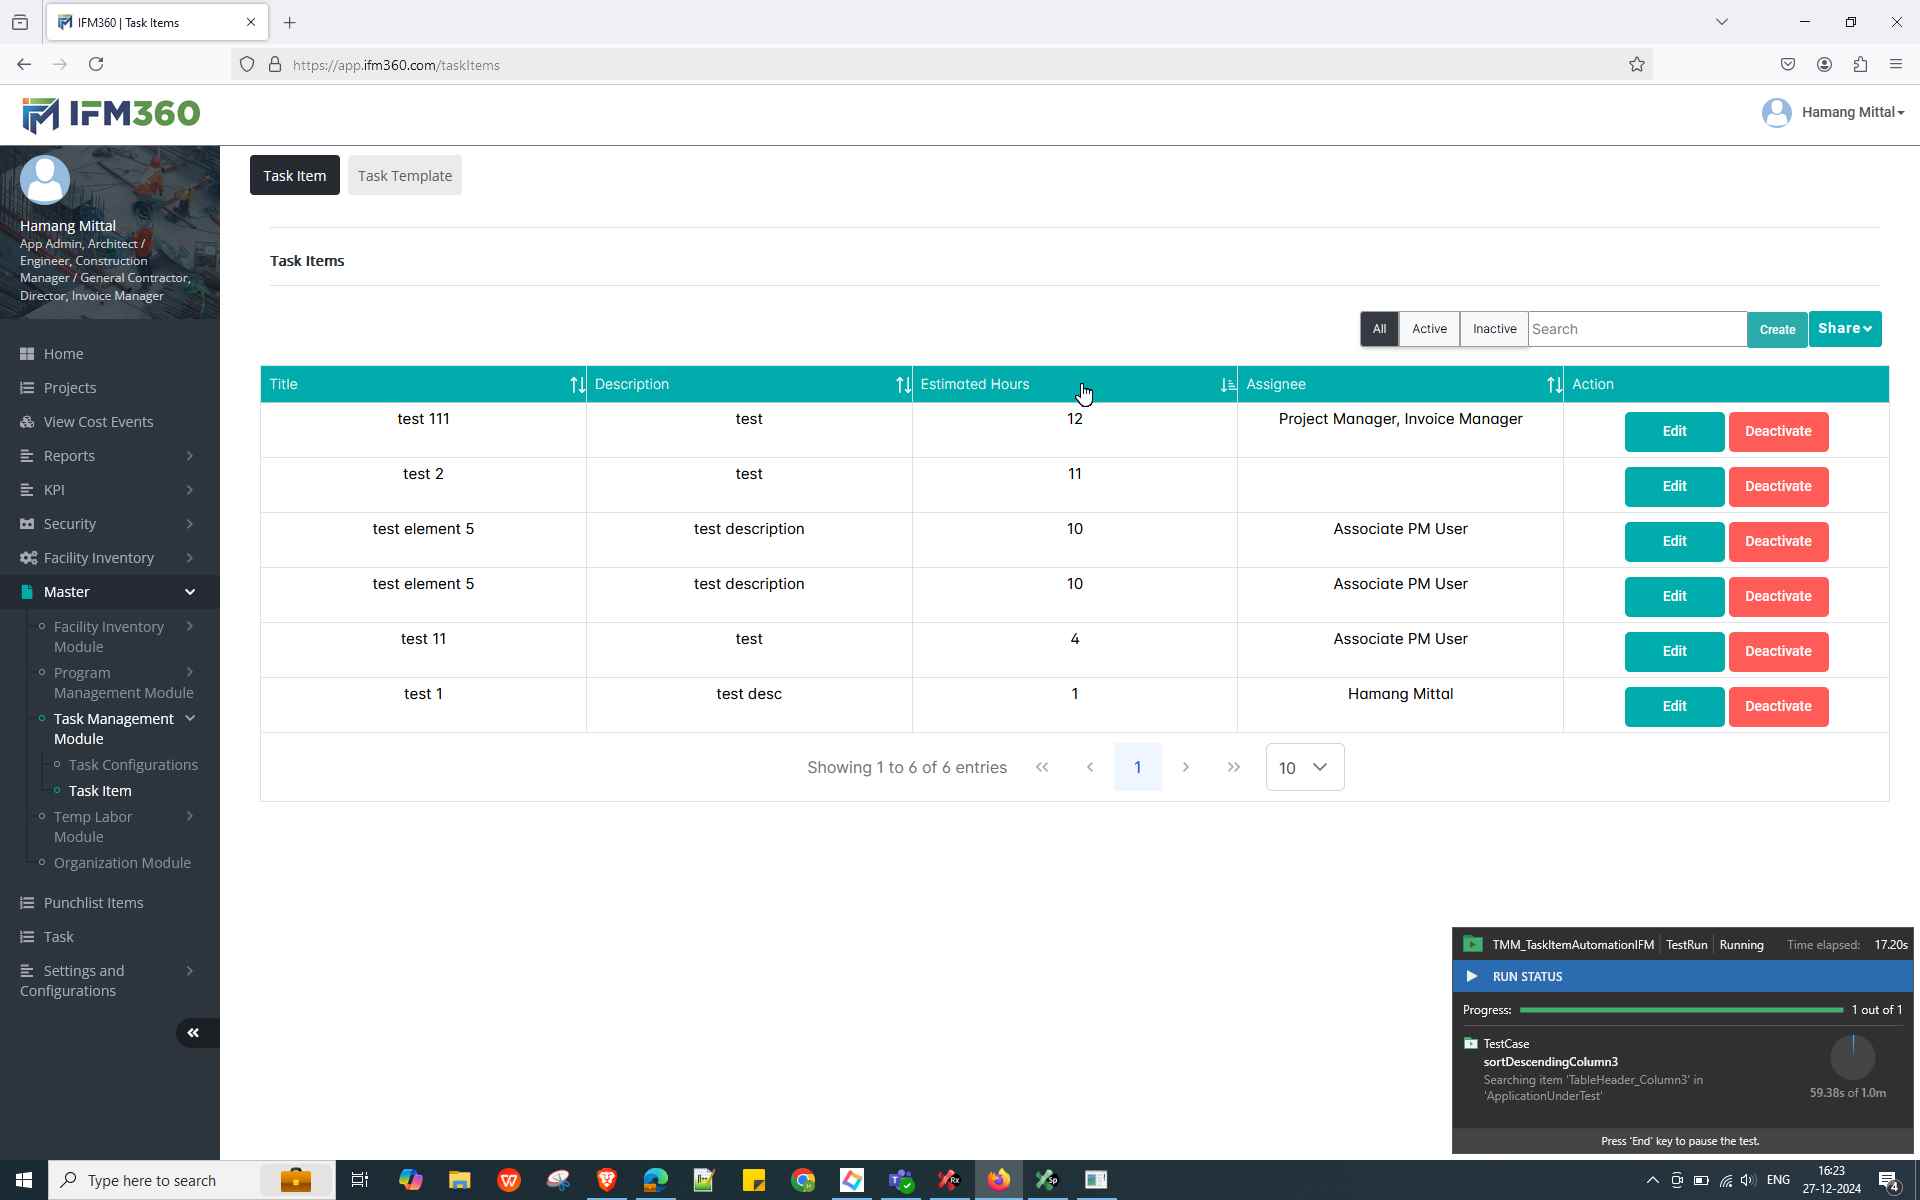 IFM360 | Task Items
https://app.ifm360.com/taskItems
IFM360
Hamang Mittal
Hamang Mittal
App Admin, Architect /
Engineer, Construction
Manager / General Contractor,
Director, Invoice Manager
Home
Projects
View Cost Events
Reports
KPI
Security
Facility Inventory
Master
Facility Inventory
Module
Program
Management Module
Task Management
Module
Task Configurations
Task Item
Temp Labor
Module
Organization Module
Punchlist Items
Task
Settings and
Configurations
Task Item Task Template
Task Items
All Active Inactive Search Create Share
Title Description Estimated Hours Assignee Action
test 111 test 12 Project Manager, Invoice Manager Edit Deactivate
test 2 test 11 Edit Deactivate
test element 5 test description 10 Associate PM User Edit Deactivate
test element 5 test description 10 Associate PM User Edit Deactivate
test 11 test 4 Associate PM User Edit Deactivate
test 1 test desc 1 Hamang Mittal Edit Deactivate
Showing 1 to 6 of 6 entries 1 10
TMM_TaskItemAutomationIFM TestRun Running Time elapsed: 17.20s
RUN STATUS
Progress: 1 out of 1
TestCase
sortDescendingColumn3
Searching item 'TableHeader_Column3' in
'ApplicationUnderTest'
59.38s of 1.0m
Press 'End' key to pause the test.
Type here to search
ENG
16:23
27-12-2024
4